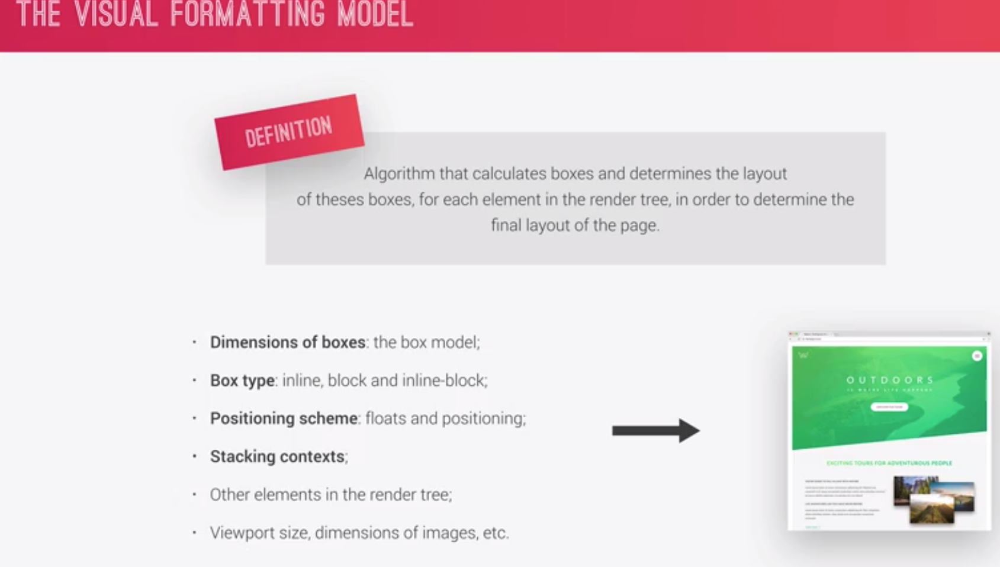 THE VISUAL FORMATTING MODEL
DEFINITION
Algorithm that calculates boxes and determines the layout
of theses boxes, for each element in the render tree, in order to determine the
final layout of the page.
· Dimensions of boxes: the box model;
· Box type: inline, block and inline-block;
· Positioning scheme: floats and positioning;
· Stacking contexts;
· Other elements in the render tree;
· Viewport size, dimensions of images, etc.
OUTDOORS
IS WHERE LIFE HAPPENS
EXCITING TOURS FOR ADVENTUROUS PEOPLE